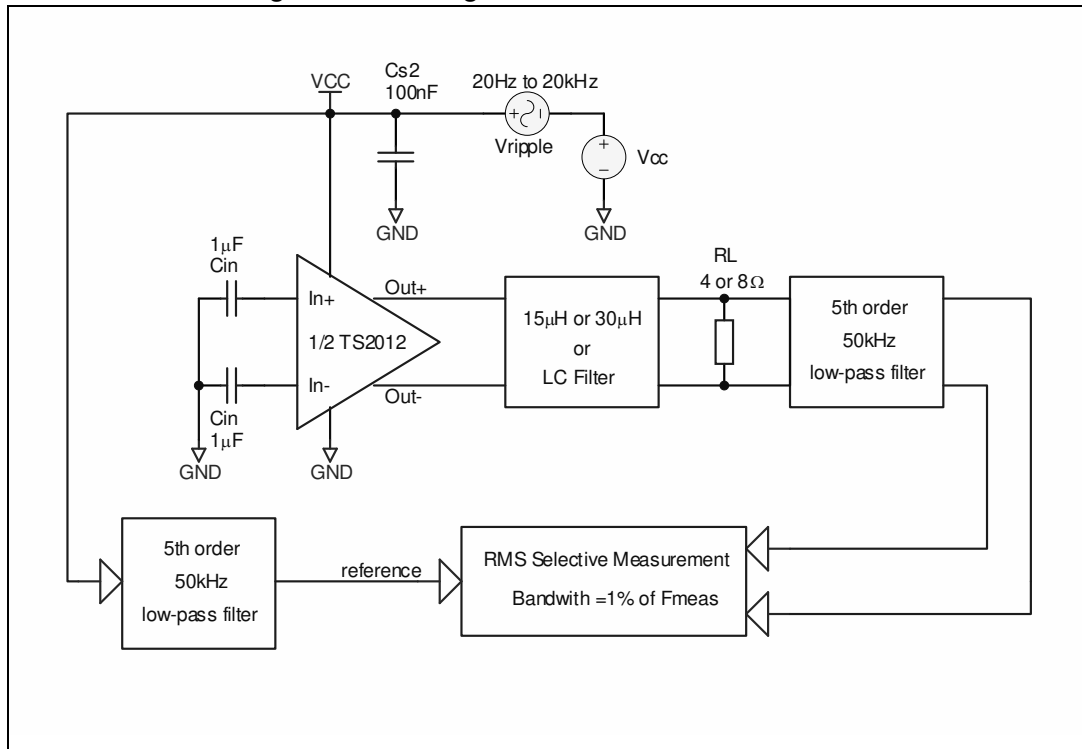 VCC
Cs2
100nF
20Hz to 20kHz
+
Vripple
+
−
Vcc
GND
GND
1μF
Cin
In+
1/2 TS2012
In-
Cin
1μF
GND
GND
Out+
Out-
15μH or 30μH
or
LC Filter
RL
4 or 8Ω
5th order
50kHz
low-pass filter
5th order
50kHz
low-pass filter
reference
RMS Selective Measurement
Bandwith =1% of Fmeas